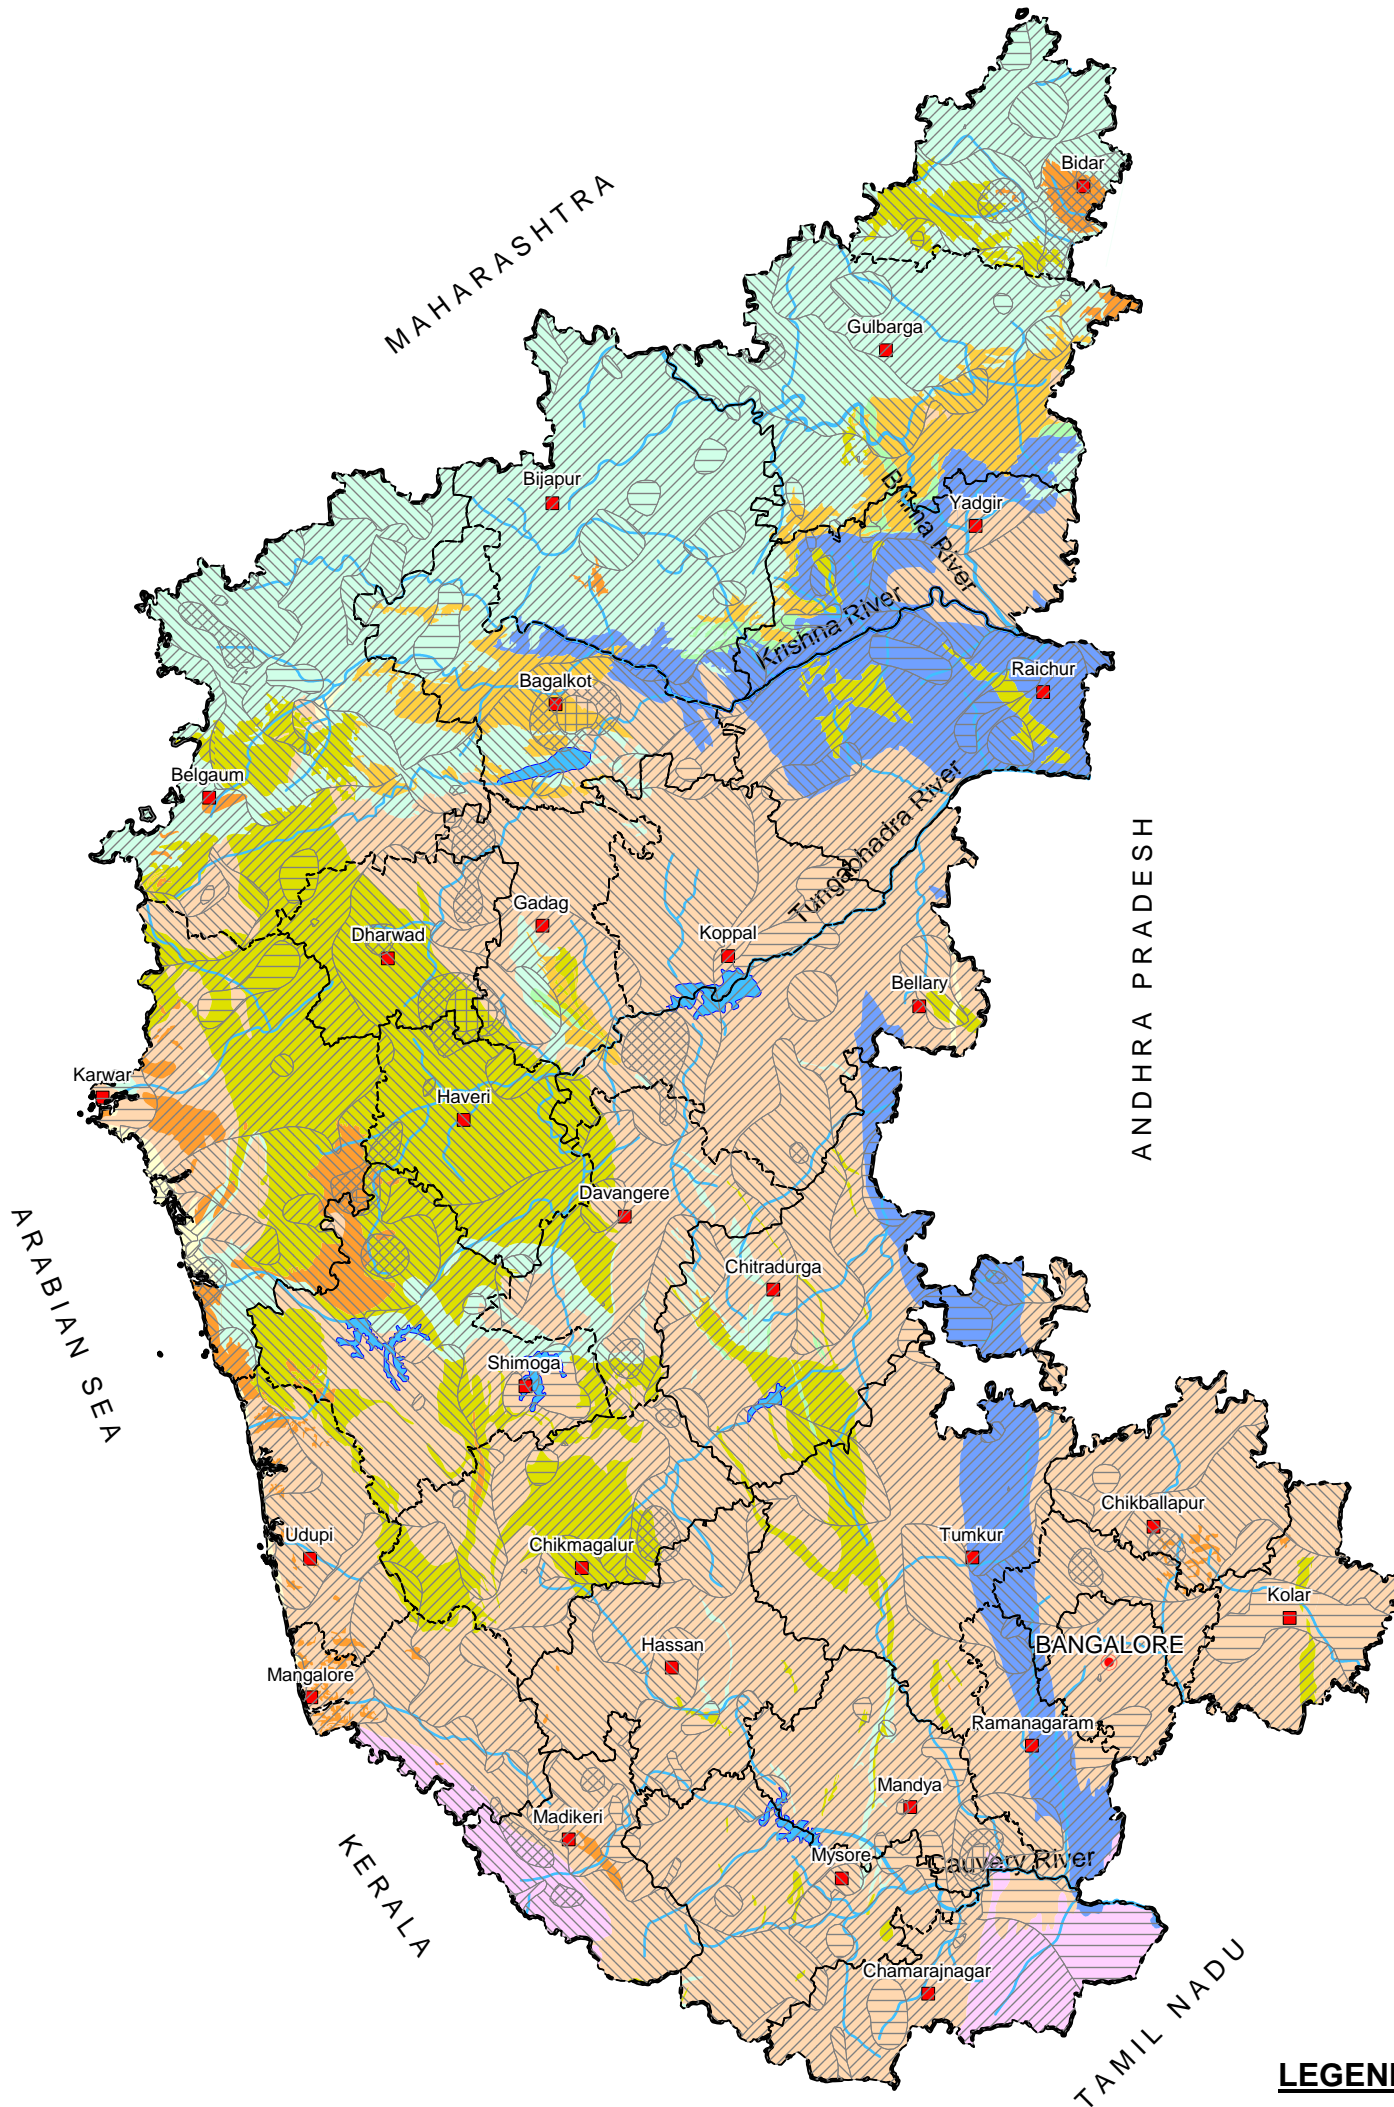 Bidar
MAHARASHTRA
Gulbarga
Bijapur
Bhima River
Yadgir
Krishna River
Raichur
Bagalkot
Belgaum
Tungabhadra River
ANDHRA PRADESH
Gadag
Dharwad
Koppal
Bellary
Karwar
Haveri
Davangere
ARABIAN SEA
Chitradurga
Shimoga
Chikballapur
Udupi
Chikmagalur
Tumkur
Kolar
Hassan
BANGALORE
Mangalore
Ramanagaram
Mandya
Madikeri
Mysore
Cauvery River
KERALA
Chamarajnagar
TAMIL NADU
LEGEN